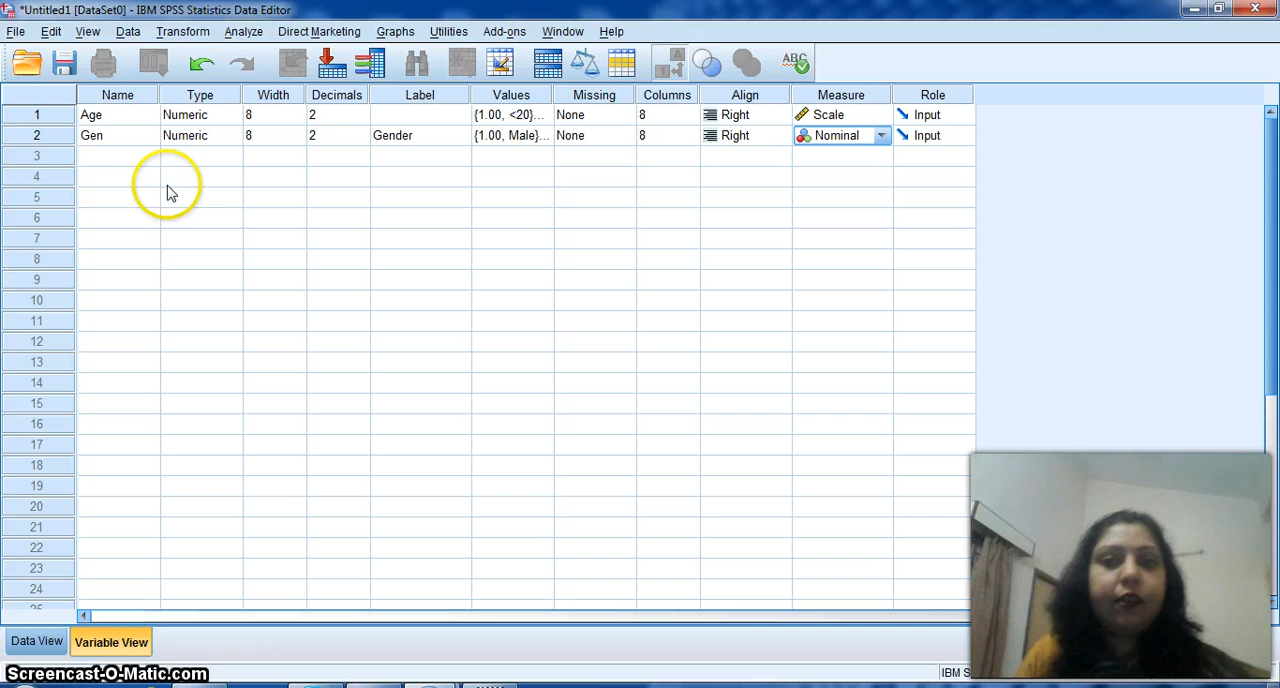 *Untitled1 [DataSet0] - IBM SPSS Statistics Data Editor
File Edit View Data Transform Analyze Direct Marketing Graphs Utilities Add-ons Window Help
Name Type Width Decimals Label Values Missing Columns Align Measure Role
1 Age Numeric 8 2 {1.00, <20}... None 8 Right Scale Input
2 Gen Numeric 8 2 Gender {1.00, Male}... None 8 Right Nominal Input
3
4
5
6
7
8
9
10
11
12
13
14
15
16
17
18
19
20
21
22
23
24
25
Data View Variable View
IBM S
Screencast-O-Matic.com